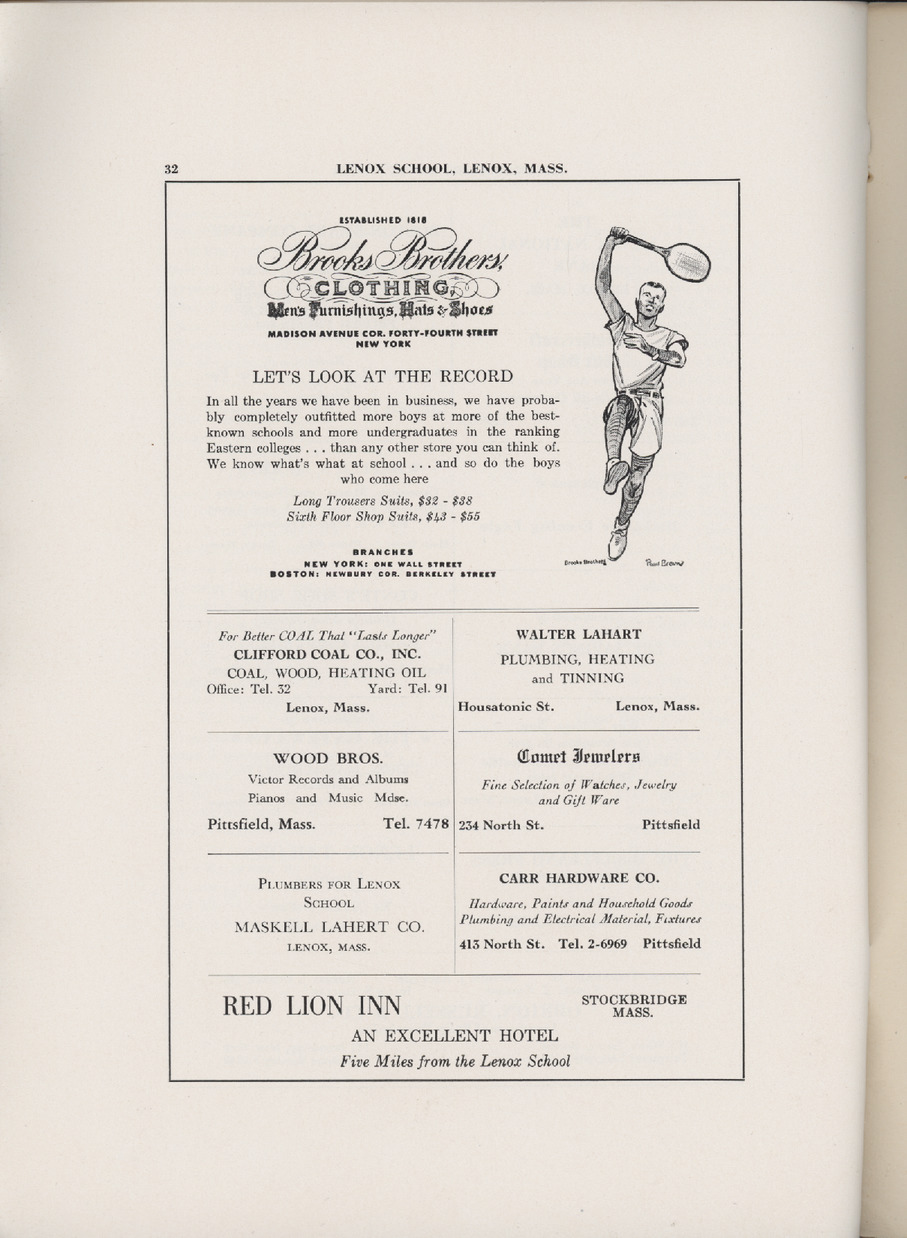 32
LENOX SCHOOL, LENOX, MASS.
ESTABLISHED 1818
Brooks Brothers,
CLOTHING
Men's Furnishings, Hats & Shoes
MADISON AVENUE COR. FORTY-FOURTH STREET
NEW YORK
LET'S LOOK AT THE RECORD
In all the years we have been in business, we have proba-
bly completely outfitted more boys at more of the best-
known schools and more undergraduates in the ranking
Eastern colleges . . . than any other store you can think of.
We know what's what at school . . . and so do the boys
who come here
Long Trousers Suits, $32 - $38
Sixth Floor Shop Suits, $43 - $55
BRANCHES
NEW YORK: ONE WALL STREET
BOSTON: NEWBURY COR. BERKELEY STREET
Brooks Brothers
Paul Brown
For Better COAL That "Lasts Longer"
CLIFFORD COAL CO., INC.
COAL, WOOD, HEATING OIL
Office: Tel. 32 Yard: Tel. 91
Lenox, Mass.
WALTER LAHART
PLUMBING, HEATING
and TINNING
Housatonic St. Lenox, Mass.
WOOD BROS.
Victor Records and Albums
Pianos and Music Mdse.
Pittsfield, Mass. Tel. 7478
Comet Jewelers
Fine Selection of Watches, Jewelry
and Gift Ware
234 North St. Pittsfield
PLUMBERS FOR LENOX
SCHOOL
MASKELL LAHERT CO.
LENOX, MASS.
CARR HARDWARE CO.
Hardware, Paints and Household Goods
Plumbing and Electrical Material, Fixtures
413 North St. Tel. 2-6969 Pittsfield
RED LION INN
STOCKBRIDGE
MASS.
AN EXCELLENT HOTEL
Five Miles from the Lenox School